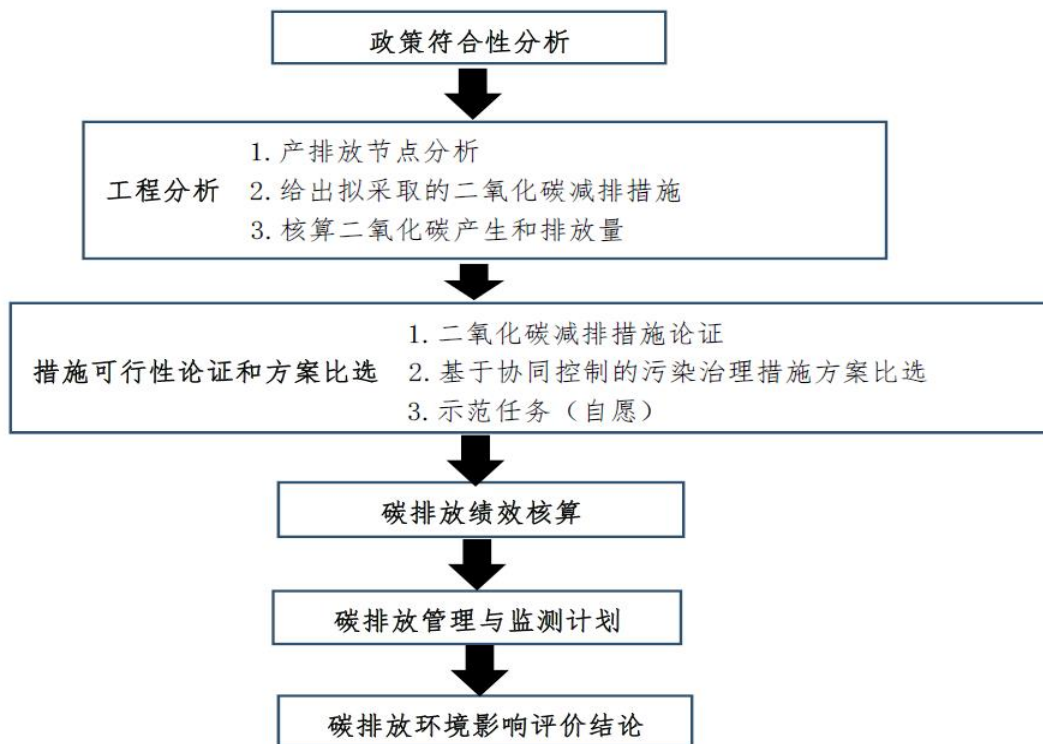 政策符合性分析
1. 产排放节点分析
工程分析 2. 给出拟采取的二氧化碳减排措施
3. 核算二氧化碳产生和排放量
1. 二氧化碳减排措施论证
措施可行性论证和方案比选 2. 基于协同控制的污染治理措施方案比选
3. 示范任务（自愿）
碳排放绩效核算
碳排放管理与监测计划
碳排放环境影响评价结论